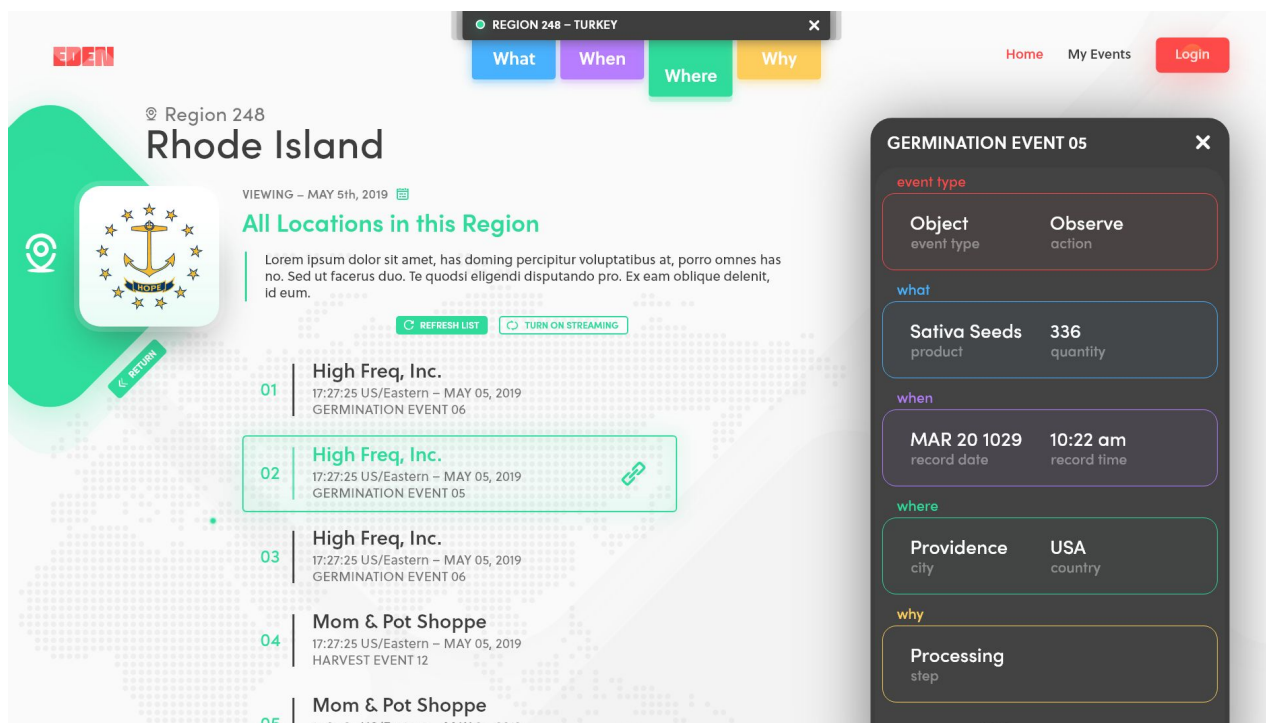 REGION 248 – TURKEY
EDEN
What
When
Where
Why
Home
My Events
Login
Region 248
Rhode Island
HOPE
RETURN
VIEWING – MAY 5th, 2019
All Locations in this Region
Lorem ipsum dolor sit amet, has doming percipitur voluptatibus at, porro omnes has
no. Sed ut facerus duo. Te quodsi eligendi disputando pro. Ex eam oblique delenit,
id eum.
REFRESH LIST
TURN ON STREAMING
01
High Freq, Inc.
17:27:25 US/Eastern – MAY 05, 2019
GERMINATION EVENT 06
02
High Freq, Inc.
17:27:25 US/Eastern – MAY 05, 2019
GERMINATION EVENT 05
03
High Freq, Inc.
17:27:25 US/Eastern – MAY 05, 2019
GERMINATION EVENT 06
04
Mom & Pot Shoppe
17:27:25 US/Eastern – MAY 05, 2019
HARVEST EVENT 12
05
Mom & Pot Shoppe
GERMINATION EVENT 05
event type
Object
event type
Observe
action
what
Sativa Seeds
product
336
quantity
when
MAR 20 1029
record date
10:22 am
record time
where
Providence
city
USA
country
why
Processing
step